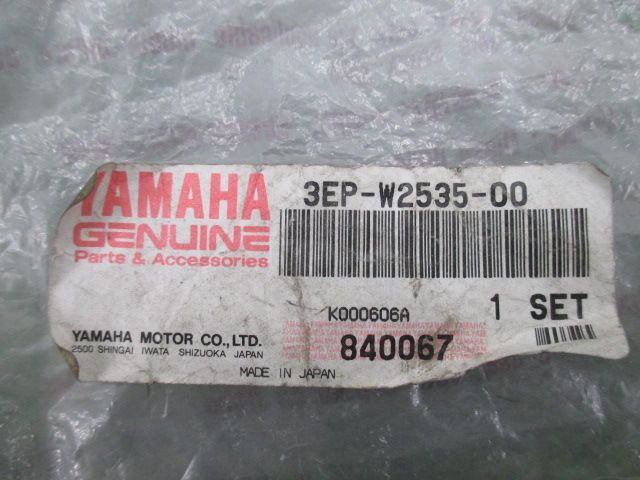 YAMAHA
GENUINE
Parts & Accessories
3EP-W2535-00
K000606A
1 SET
840067
YAMAHA MOTOR CO.,LTD.
2500 SHINGAI IWATA SHIZUOKA JAPAN
MADE IN JAPAN